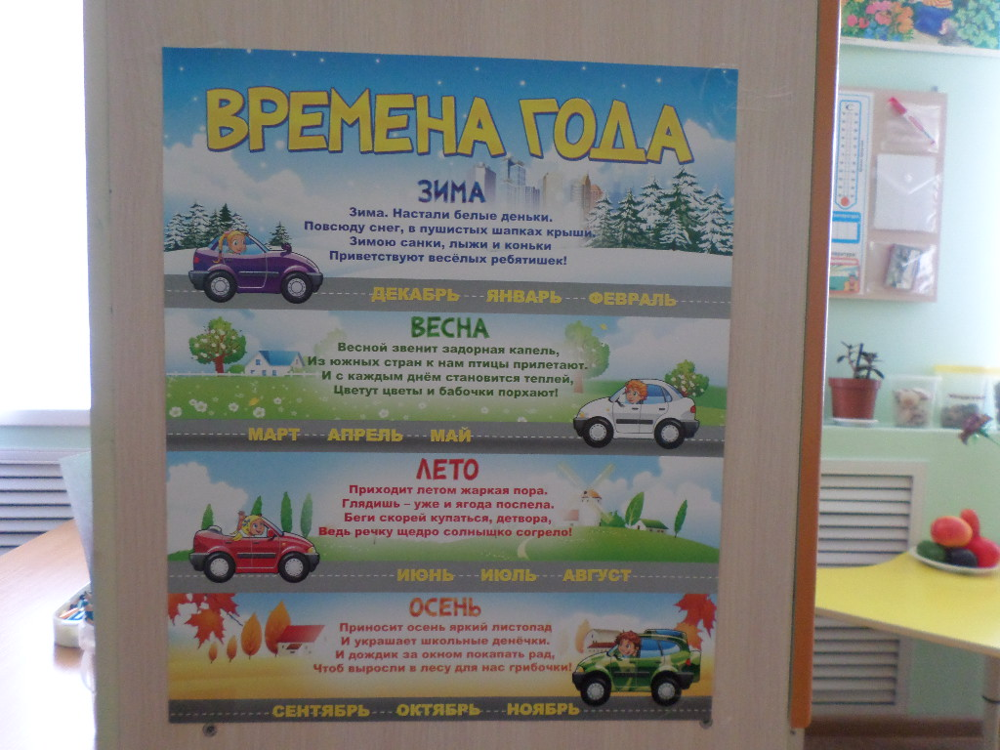 ВРЕМЕНА ГОДА
ЗИМА
Зима. Настали белые деньки.
Повсюду снег, в пушистых шапках крыши.
Зимою санки, лыжи и коньки
Приветствуют весёлых ребятишек!
ДЕКАБРЬ ЯНВАРЬ ФЕВРАЛЬ
ВЕСНА
Весной звенит задорная капель,
Из южных стран к нам птицы прилетают.
И с каждым днём становится теплей,
Цветут цветы и бабочки порхают!
МАРТ АПРЕЛЬ МАЙ
ЛЕТО
Приходит летом жаркая пора.
Глядишь – уже и ягода поспела.
Беги скорей купаться, детвора,
Ведь речку щедро солнышко согрело!
ИЮНЬ ИЮЛЬ АВГУСТ
ОСЕНЬ
Приносит осень яркий листопад
И украшает школьные денёчки.
И дождик за окном покапать рад,
Чтоб выросли в лесу для нас грибочки!
СЕНТЯБРЬ ОКТЯБРЬ НОЯБРЬ